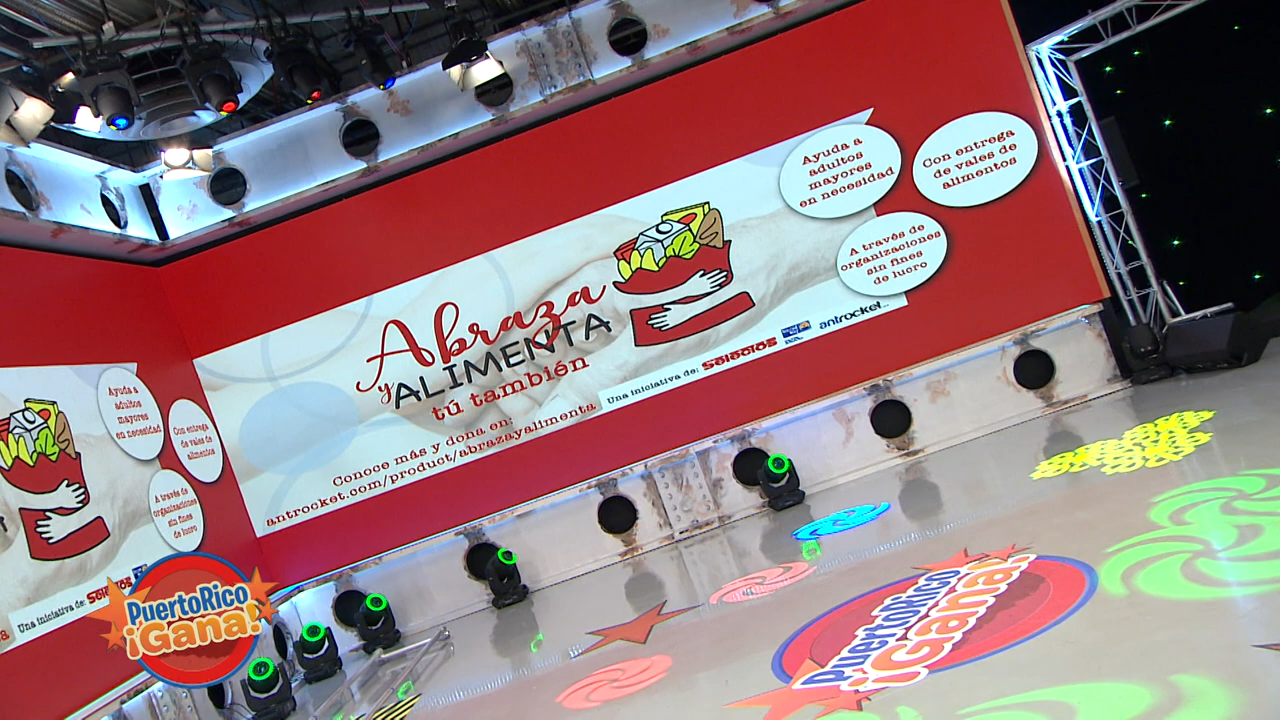 Abraza
y ALIMENTA
tú también
Conoce más y dona en:
antrocket.com/product/abrazayalimenta
Una iniciativa de: Selectos
antrocket
Ayuda a
adultos
mayores
en necesidad
Con entrega
de vales de
alimentos
A través de
organizaciones
sin fines
de lucro
Ayuda a
adultos
mayores
en necesidad
Con entrega
de vales de
alimentos
A través de
organizaciones
sin fines
de lucro
Una iniciativa de:
PuertoRico
¡Gana!
PuertoRico
¡Gana!